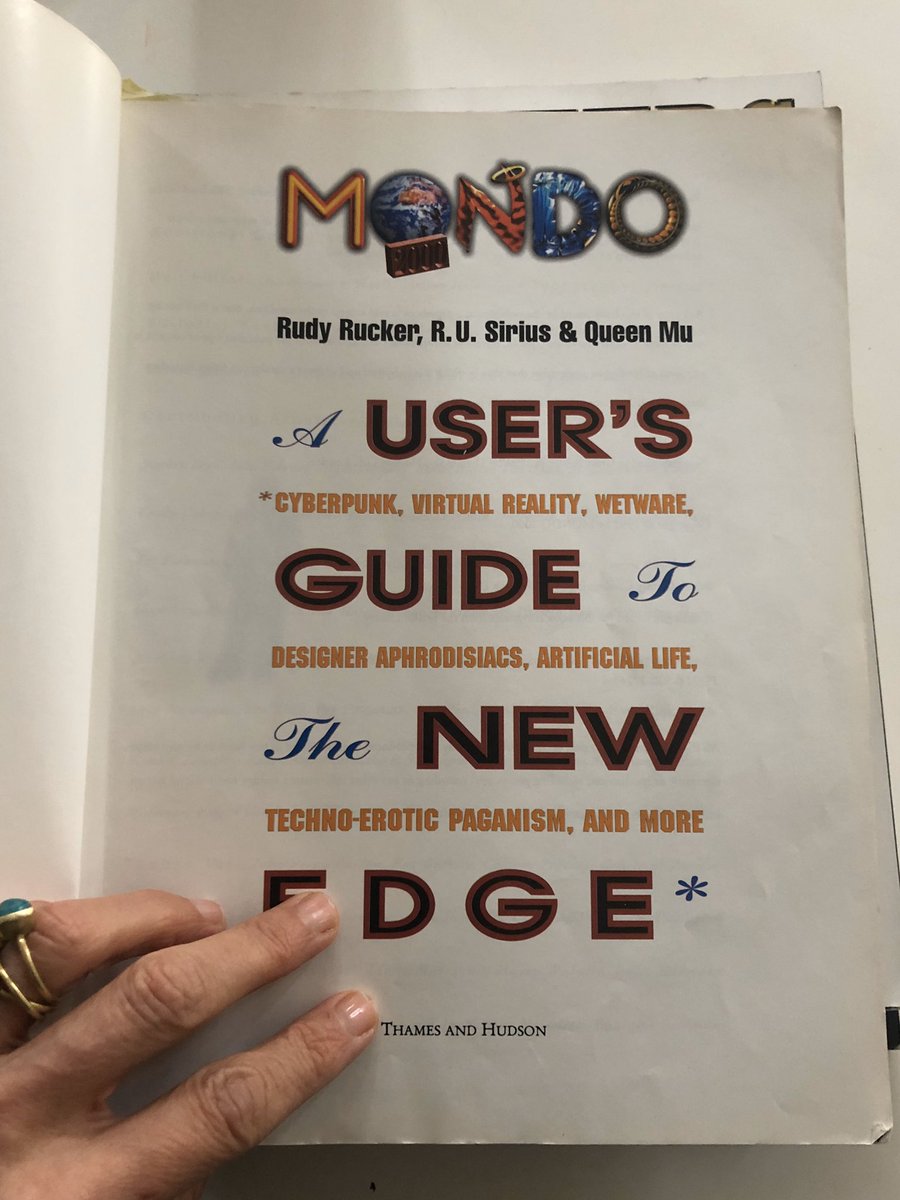 MONDO
2000
Rudy Rucker, R.U. Sirius & Queen Mu
A USER'S
*CYBERPUNK, VIRTUAL REALITY, WETWARE,
GUIDE To
DESIGNER APHRODISIACS, ARTIFICIAL LIFE,
The NEW
TECHNO-EROTIC PAGANISM, AND MORE
EDGE*
THAMES AND HUDSON